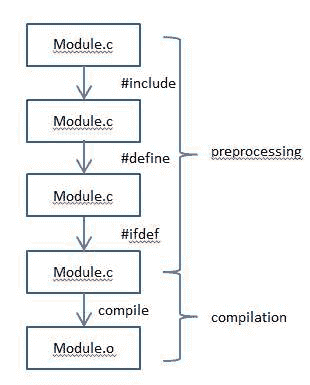 Module.c
#include
Module.c
#define
preprocessing
Module.c
#ifdef
Module.c
compile
compilation
Module.o